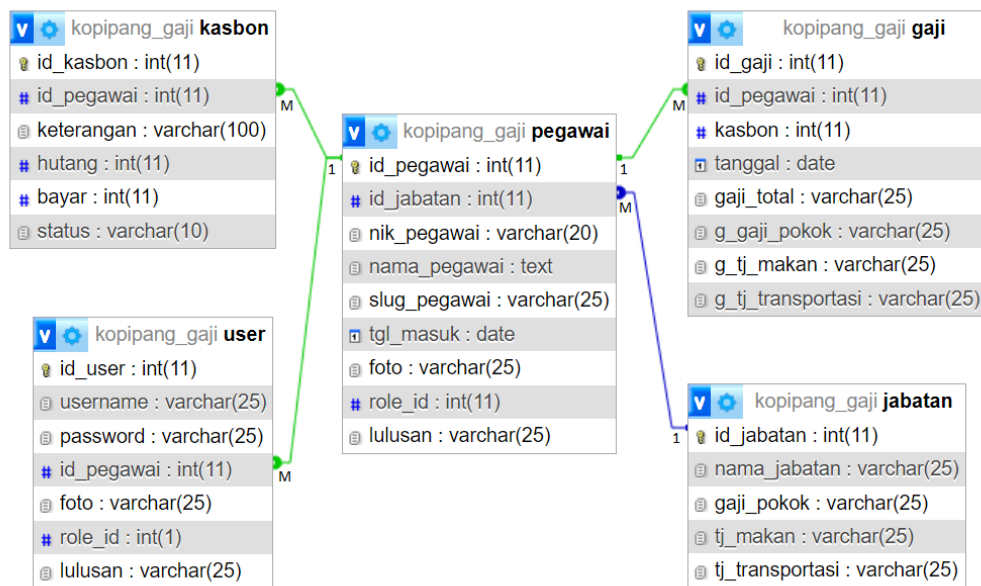 kopipang_gaji kasbon
id_kasbon : int(11)
id_pegawai : int(11)
keterangan : varchar(100)
hutang : int(11)
bayar : int(11)
status : varchar(10)
M
1
kopipang_gaji pegawai
id_pegawai : int(11)
id_jabatan : int(11)
nik_pegawai : varchar(20)
nama_pegawai : text
slug_pegawai : varchar(25)
tgl_masuk : date
foto : varchar(25)
role_id : int(11)
lulusan : varchar(25)
1
M
M
kopipang_gaji gaji
id_gaji : int(11)
id_pegawai : int(11)
kasbon : int(11)
tanggal : date
gaji_total : varchar(25)
g_gaji_pokok : varchar(25)
g_tj_makan : varchar(25)
g_tj_transportasi : varchar(25)
kopipang_gaji user
id_user : int(11)
username : varchar(25)
password : varchar(25)
id_pegawai : int(11)
foto : varchar(25)
role_id : int(1)
lulusan : varchar(25)
M
1
kopipang_gaji jabatan
id_jabatan : int(11)
nama_jabatan : varchar(25)
gaji_pokok : varchar(25)
tj_makan : varchar(25)
tj_transportasi : varchar(25)